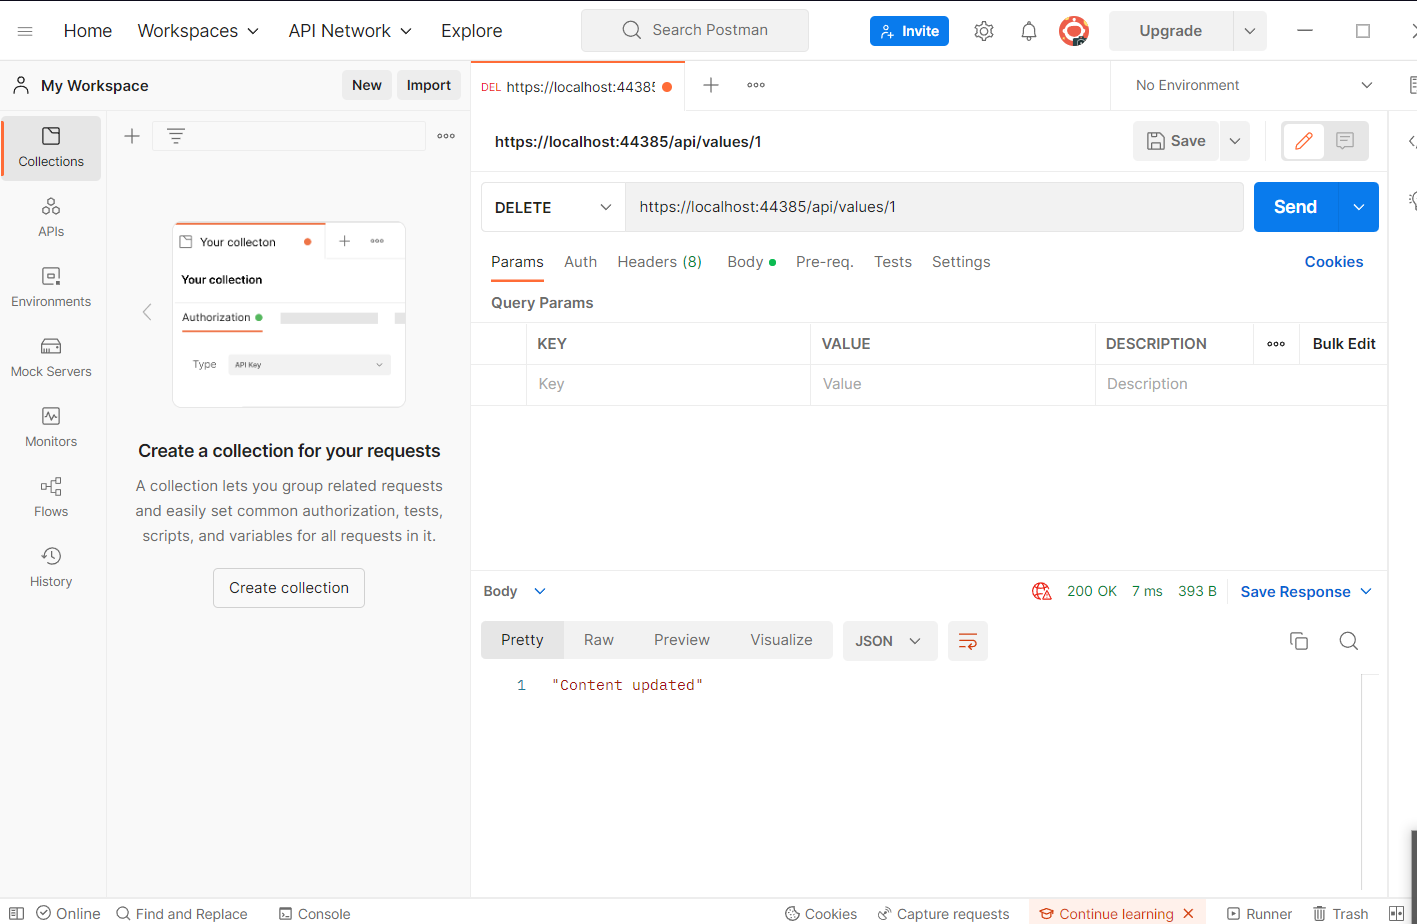 Home Workspaces API Network Explore Search Postman Invite Upgrade
My Workspace New Import DEL https://localhost:4438 No Environment
Collections
APIs
Environments
Mock Servers
Monitors
Flows
History
Your collecton
Your collection
Authorization
Type API Key
Create a collection for your requests
A collection lets you group related requests
and easily set common authorization, tests,
scripts, and variables for all requests in it.
Create collection
https://localhost:44385/api/values/1 Save
DELETE https://localhost:44385/api/values/1 Send
Params Auth Headers (8) Body Pre-req. Tests Settings Cookies
Query Params
KEY VALUE DESCRIPTION Bulk Edit
Key Value Description
Body 200 OK 7 ms 393 B Save Response
Pretty Raw Preview Visualize JSON
1 "Content updated"
Online Find and Replace Console Cookies Capture requests Continue learning Runner Trash